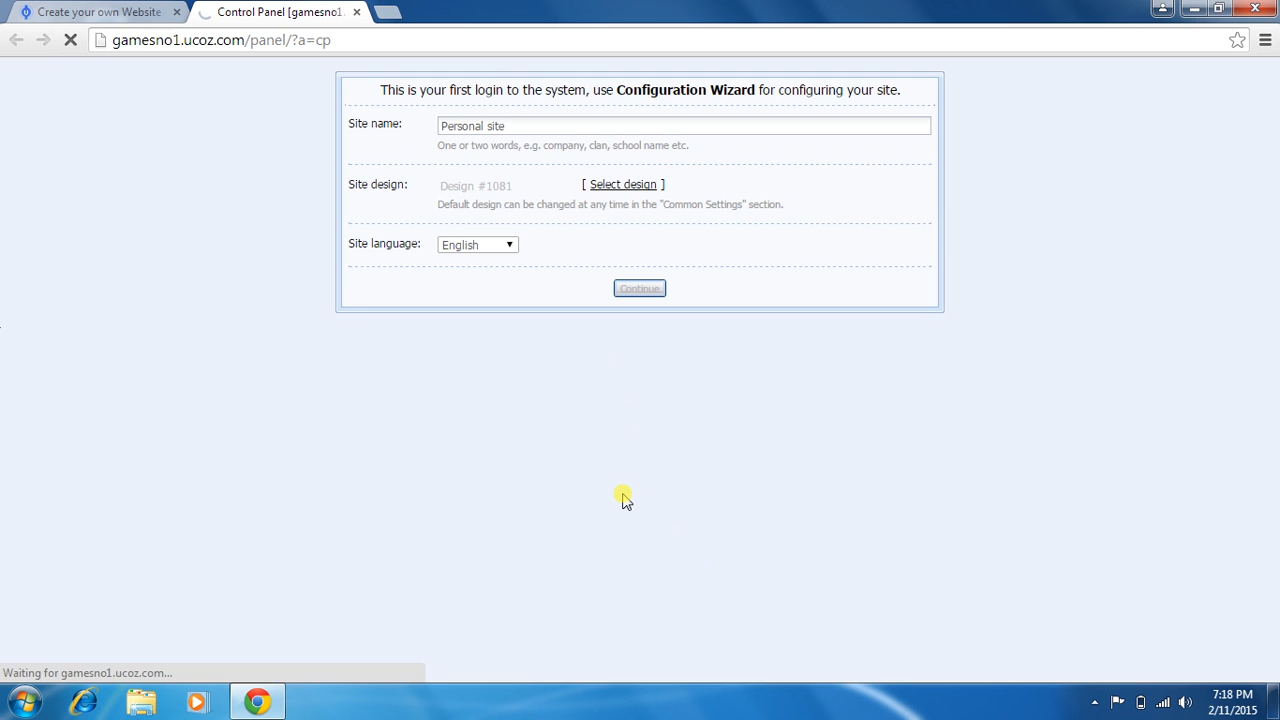 Create your own Website
Control Panel [gamesno1.
gamesno1.ucoz.com/panel/?a=cp
This is your first login to the system, use Configuration Wizard for configuring your site.
Site name:
Personal site
One or two words, e.g. company, clan, school name etc.
Site design:
Design #1081
[ Select design ]
Default design can be changed at any time in the "Common Settings" section.
Site language:
English
Continue
Waiting for gamesno1.ucoz.com...
7:18 PM
2/11/2015